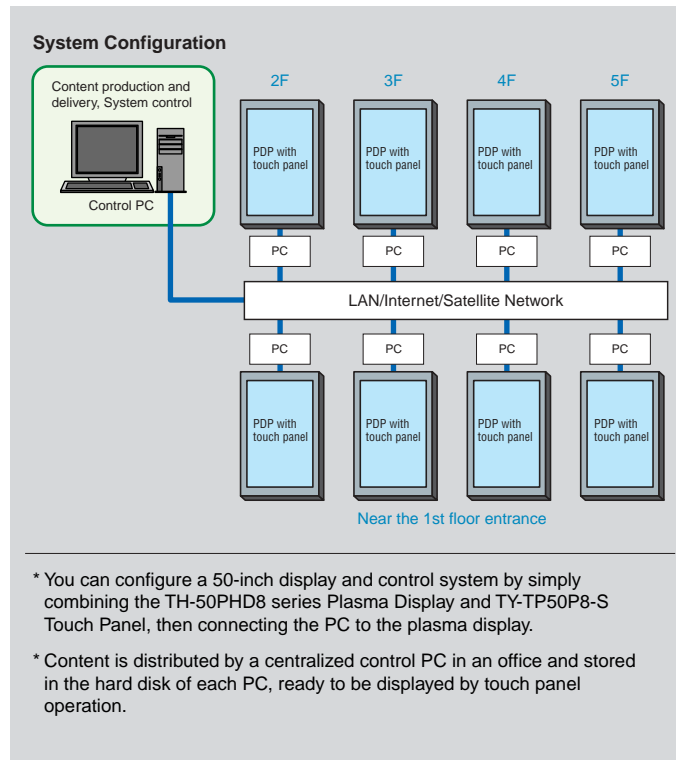 System Configuration
Content production and
delivery, System control
Control PC
2F
3F
4F
5F
PDP with
touch panel
PDP with
touch panel
PDP with
touch panel
PDP with
touch panel
PC
PC
PC
PC
LAN/Internet/Satellite Network
PC
PC
PC
PC
PDP with
touch panel
PDP with
touch panel
PDP with
touch panel
PDP with
touch panel
Near the 1st floor entrance
* You can configure a 50-inch display and control system by simply
combining the TH-50PHD8 series Plasma Display and TY-TP50P8-S
Touch Panel, then connecting the PC to the plasma display.
* Content is distributed by a centralized control PC in an office and stored
in the hard disk of each PC, ready to be displayed by touch panel
operation.